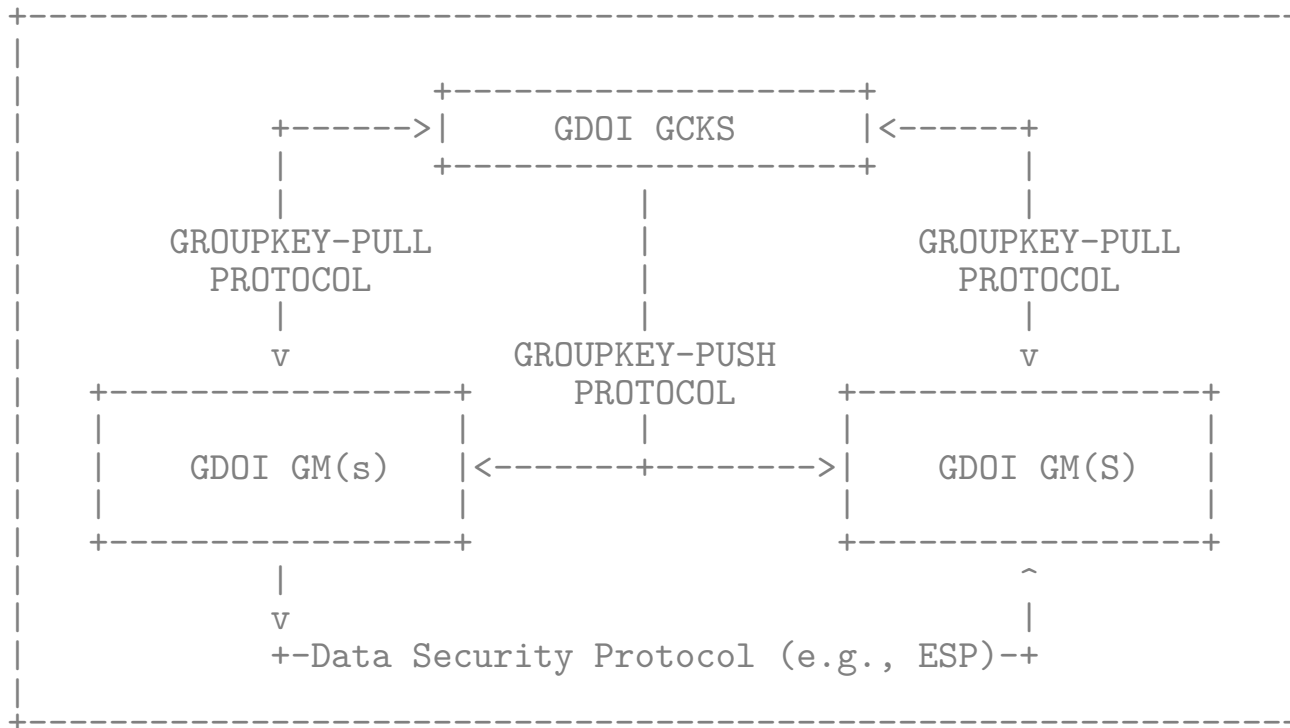 GDOI GCKS
GROUPKEY-PULL GROUPKEY-PULL
PROTOCOL PROTOCOL
GROUPKEY-PUSH
PROTOCOL
GDOI GM(s) GDOI GM(S)
Data Security Protocol (e.g., ESP)